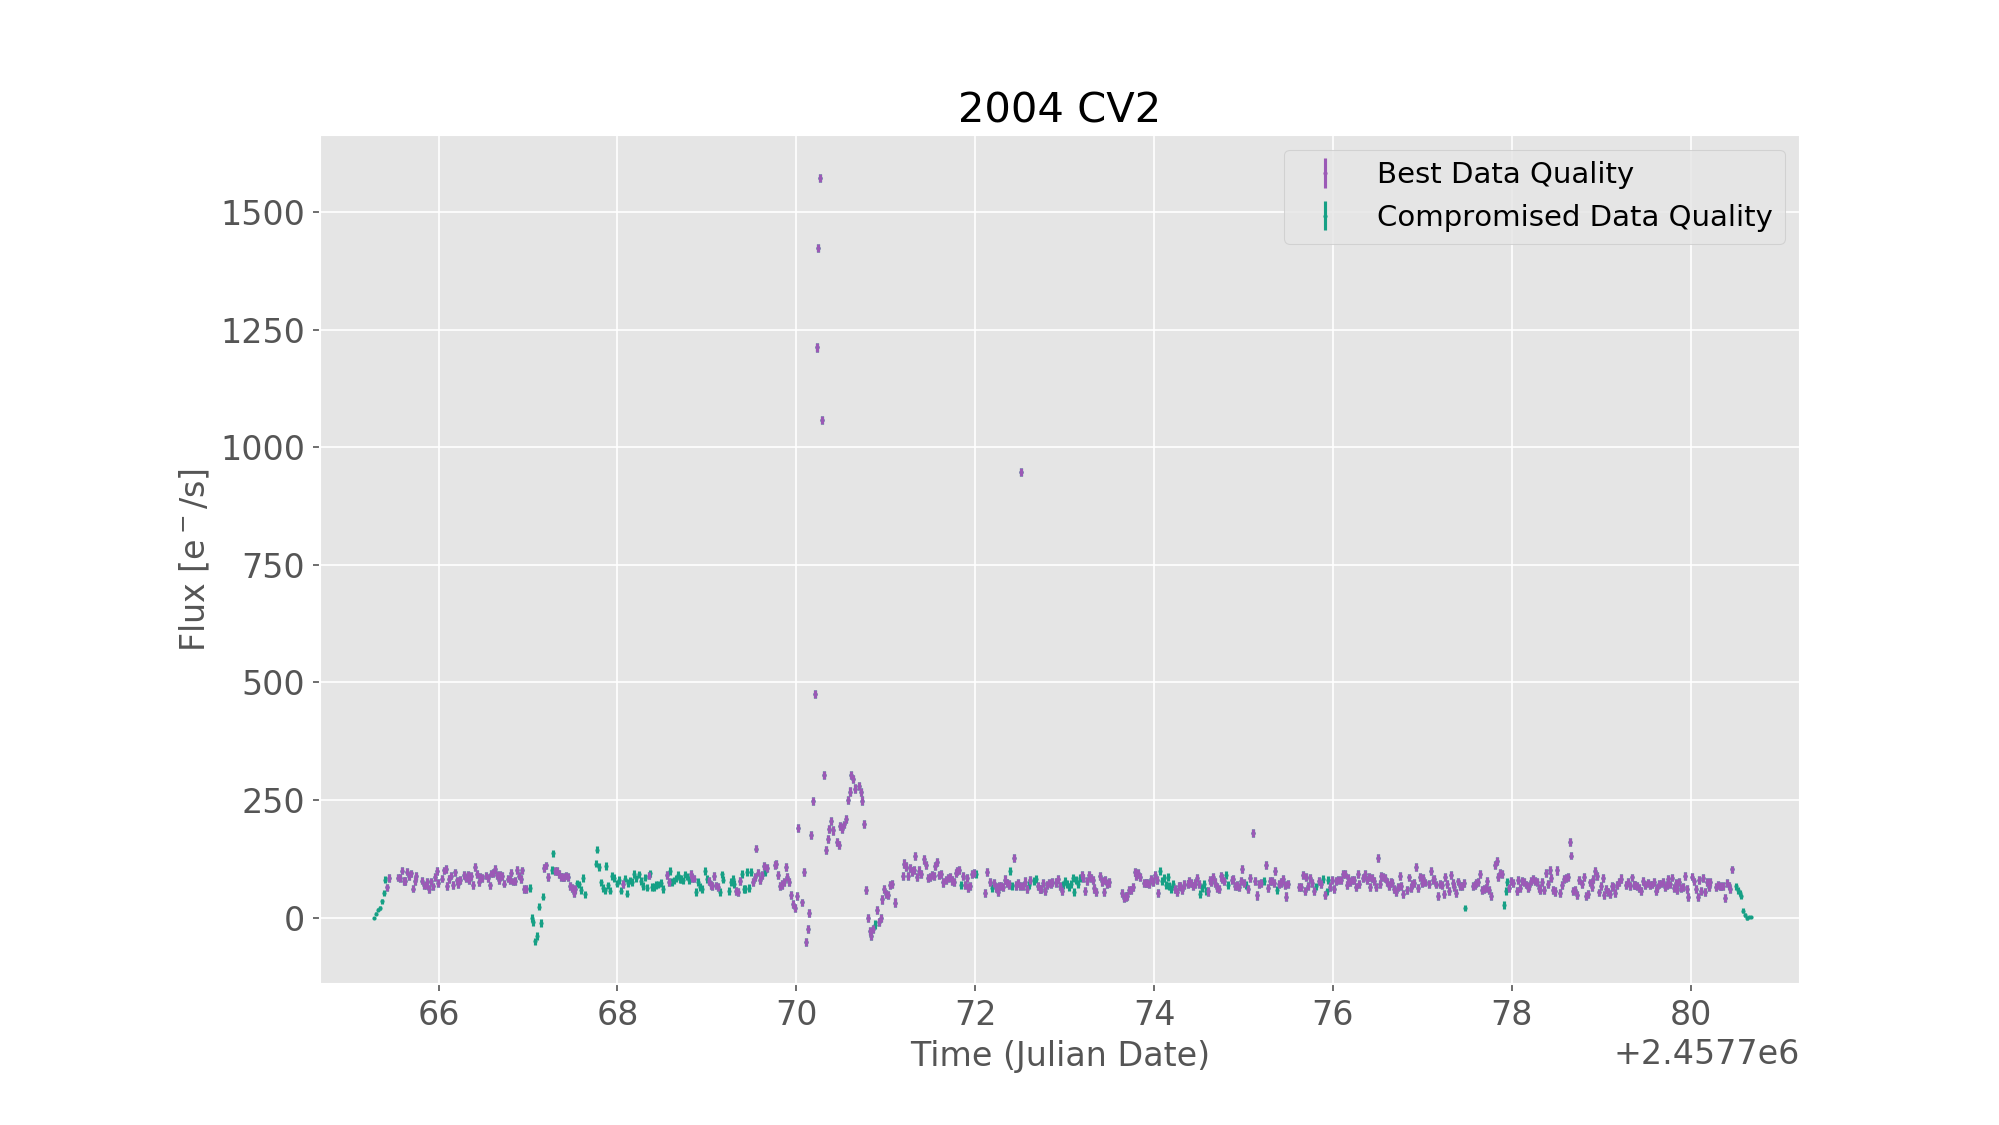 2004 CV2
Best Data Quality
Compromised Data Quality
Flux [e⁻/s]
1500
1250
1000
750
500
250
0
66 68 70 72 74 76 78 80
Time (Julian Date)
+2.4577e6